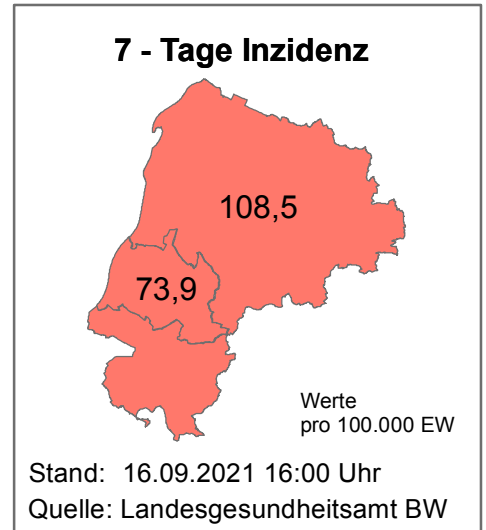 7 - Tage Inzidenz
108,5
73,9
Werte
pro 100.000 EW
Stand: 16.09.2021 16:00 Uhr
Quelle: Landesgesundheitsamt BW